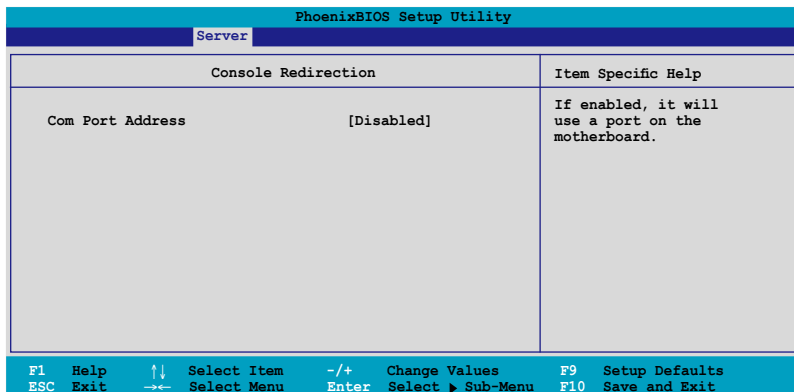 PhoenixBIOS Setup Utility
Server
Console Redirection
Item Specific Help
Com Port Address [Disabled]
If enabled, it will
use a port on the
motherboard.
F1 Help ↑↓ Select Item -/+ Change Values F9 Setup Defaults
ESC Exit →← Select Menu Enter Select ▶ Sub-Menu F10 Save and Exit